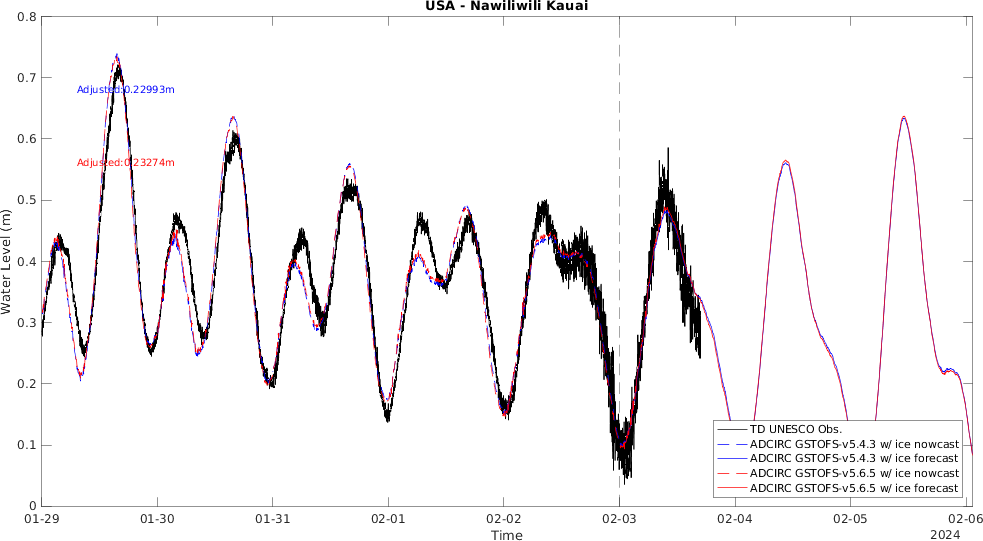 USA - Nawiliwili Kauai
0.8
0.7
0.6
0.5
0.4
0.3
0.2
0.1
0
Water Level (m)
Adjusted:0.22993m
Adjusted:0.23274m
TD UNESCO Obs.
ADCIRC GSTOFS-v5.4.3 w/ ice nowcast
ADCIRC GSTOFS-v5.4.3 w/ ice forecast
ADCIRC GSTOFS-v5.6.5 w/ ice nowcast
ADCIRC GSTOFS-v5.6.5 w/ ice forecast
01-29 01-30 01-31 02-01 02-02 02-03 02-04 02-05 02-06
Time
2024